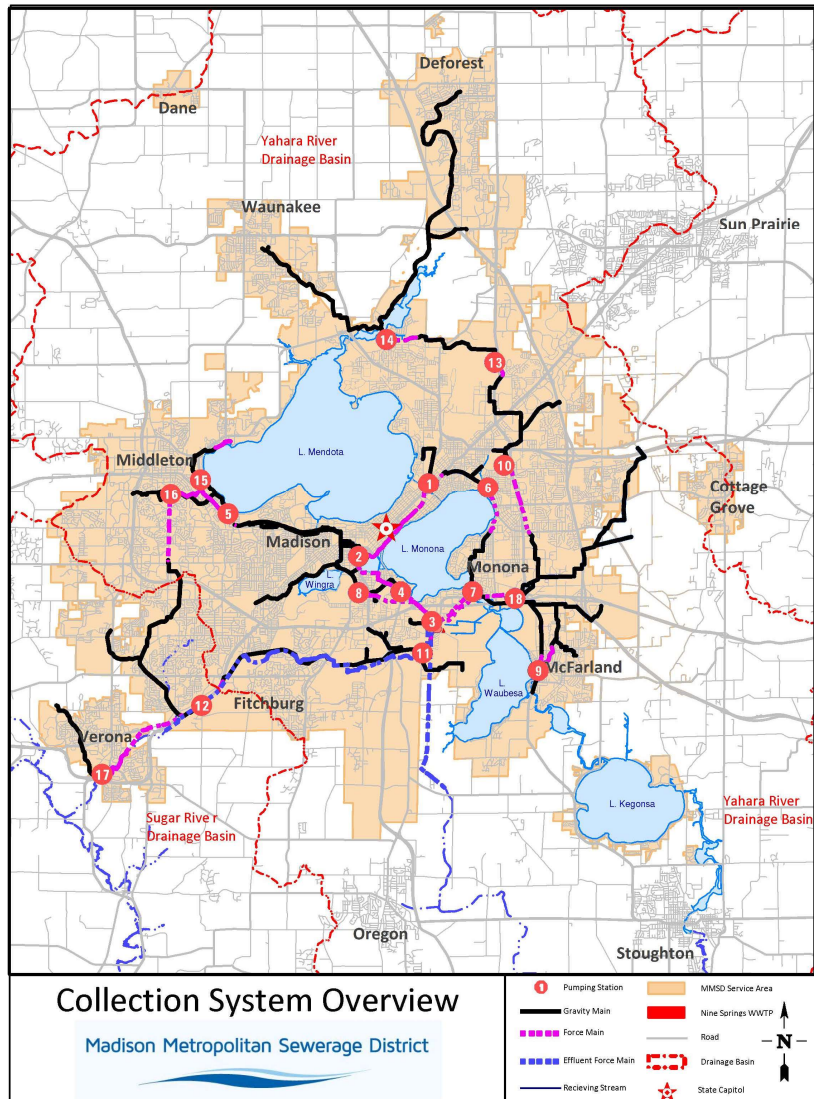 Deforest
Dane
Yahara River
Drainage Basin
Waunakee
Sun Prairie
14
13
L. Mendota
Middleton
15
16
5
1
10
6
Cottage
Grove
Madison
2
L. Monona
L.
Wingra
8
4
Monona
7
18
3
11
9
McFarland
L.
Waubesa
12
Fitchburg
Verona
17
Sugar River
Drainage Basin
L. Kegonsa
Yahara River
Drainage Basin
Oregon
Stoughton
Collection System Overview
Madison Metropolitan Sewerage District
1 Pumping Station
Gravity Main
Force Main
Effluent Force Main
Recieving Stream
MMSD Service Area
Nine Springs WWTP
Road
Drainage Basin
State Capitol
N